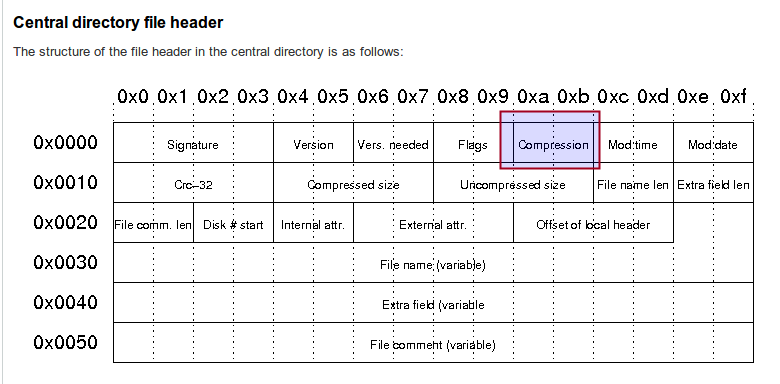 Central directory file header
The structure of the file header in the central directory is as follows:
0x0 0x1 0x2 0x3 0x4 0x5 0x6 0x7 0x8 0x9 0xa 0xb 0xc 0xd 0xe 0xf
0x0000 Signature Version Vers. needed Flags Compression Mod time Mod date
0x0010 Crc-32 Compressed size Uncompressed size File name len Extra field len
0x0020 File comm. len Disk # start Internal attr. External attr. Offset of local header
0x0030 File name (variable)
0x0040 Extra field (variable
0x0050 File comment (variable)